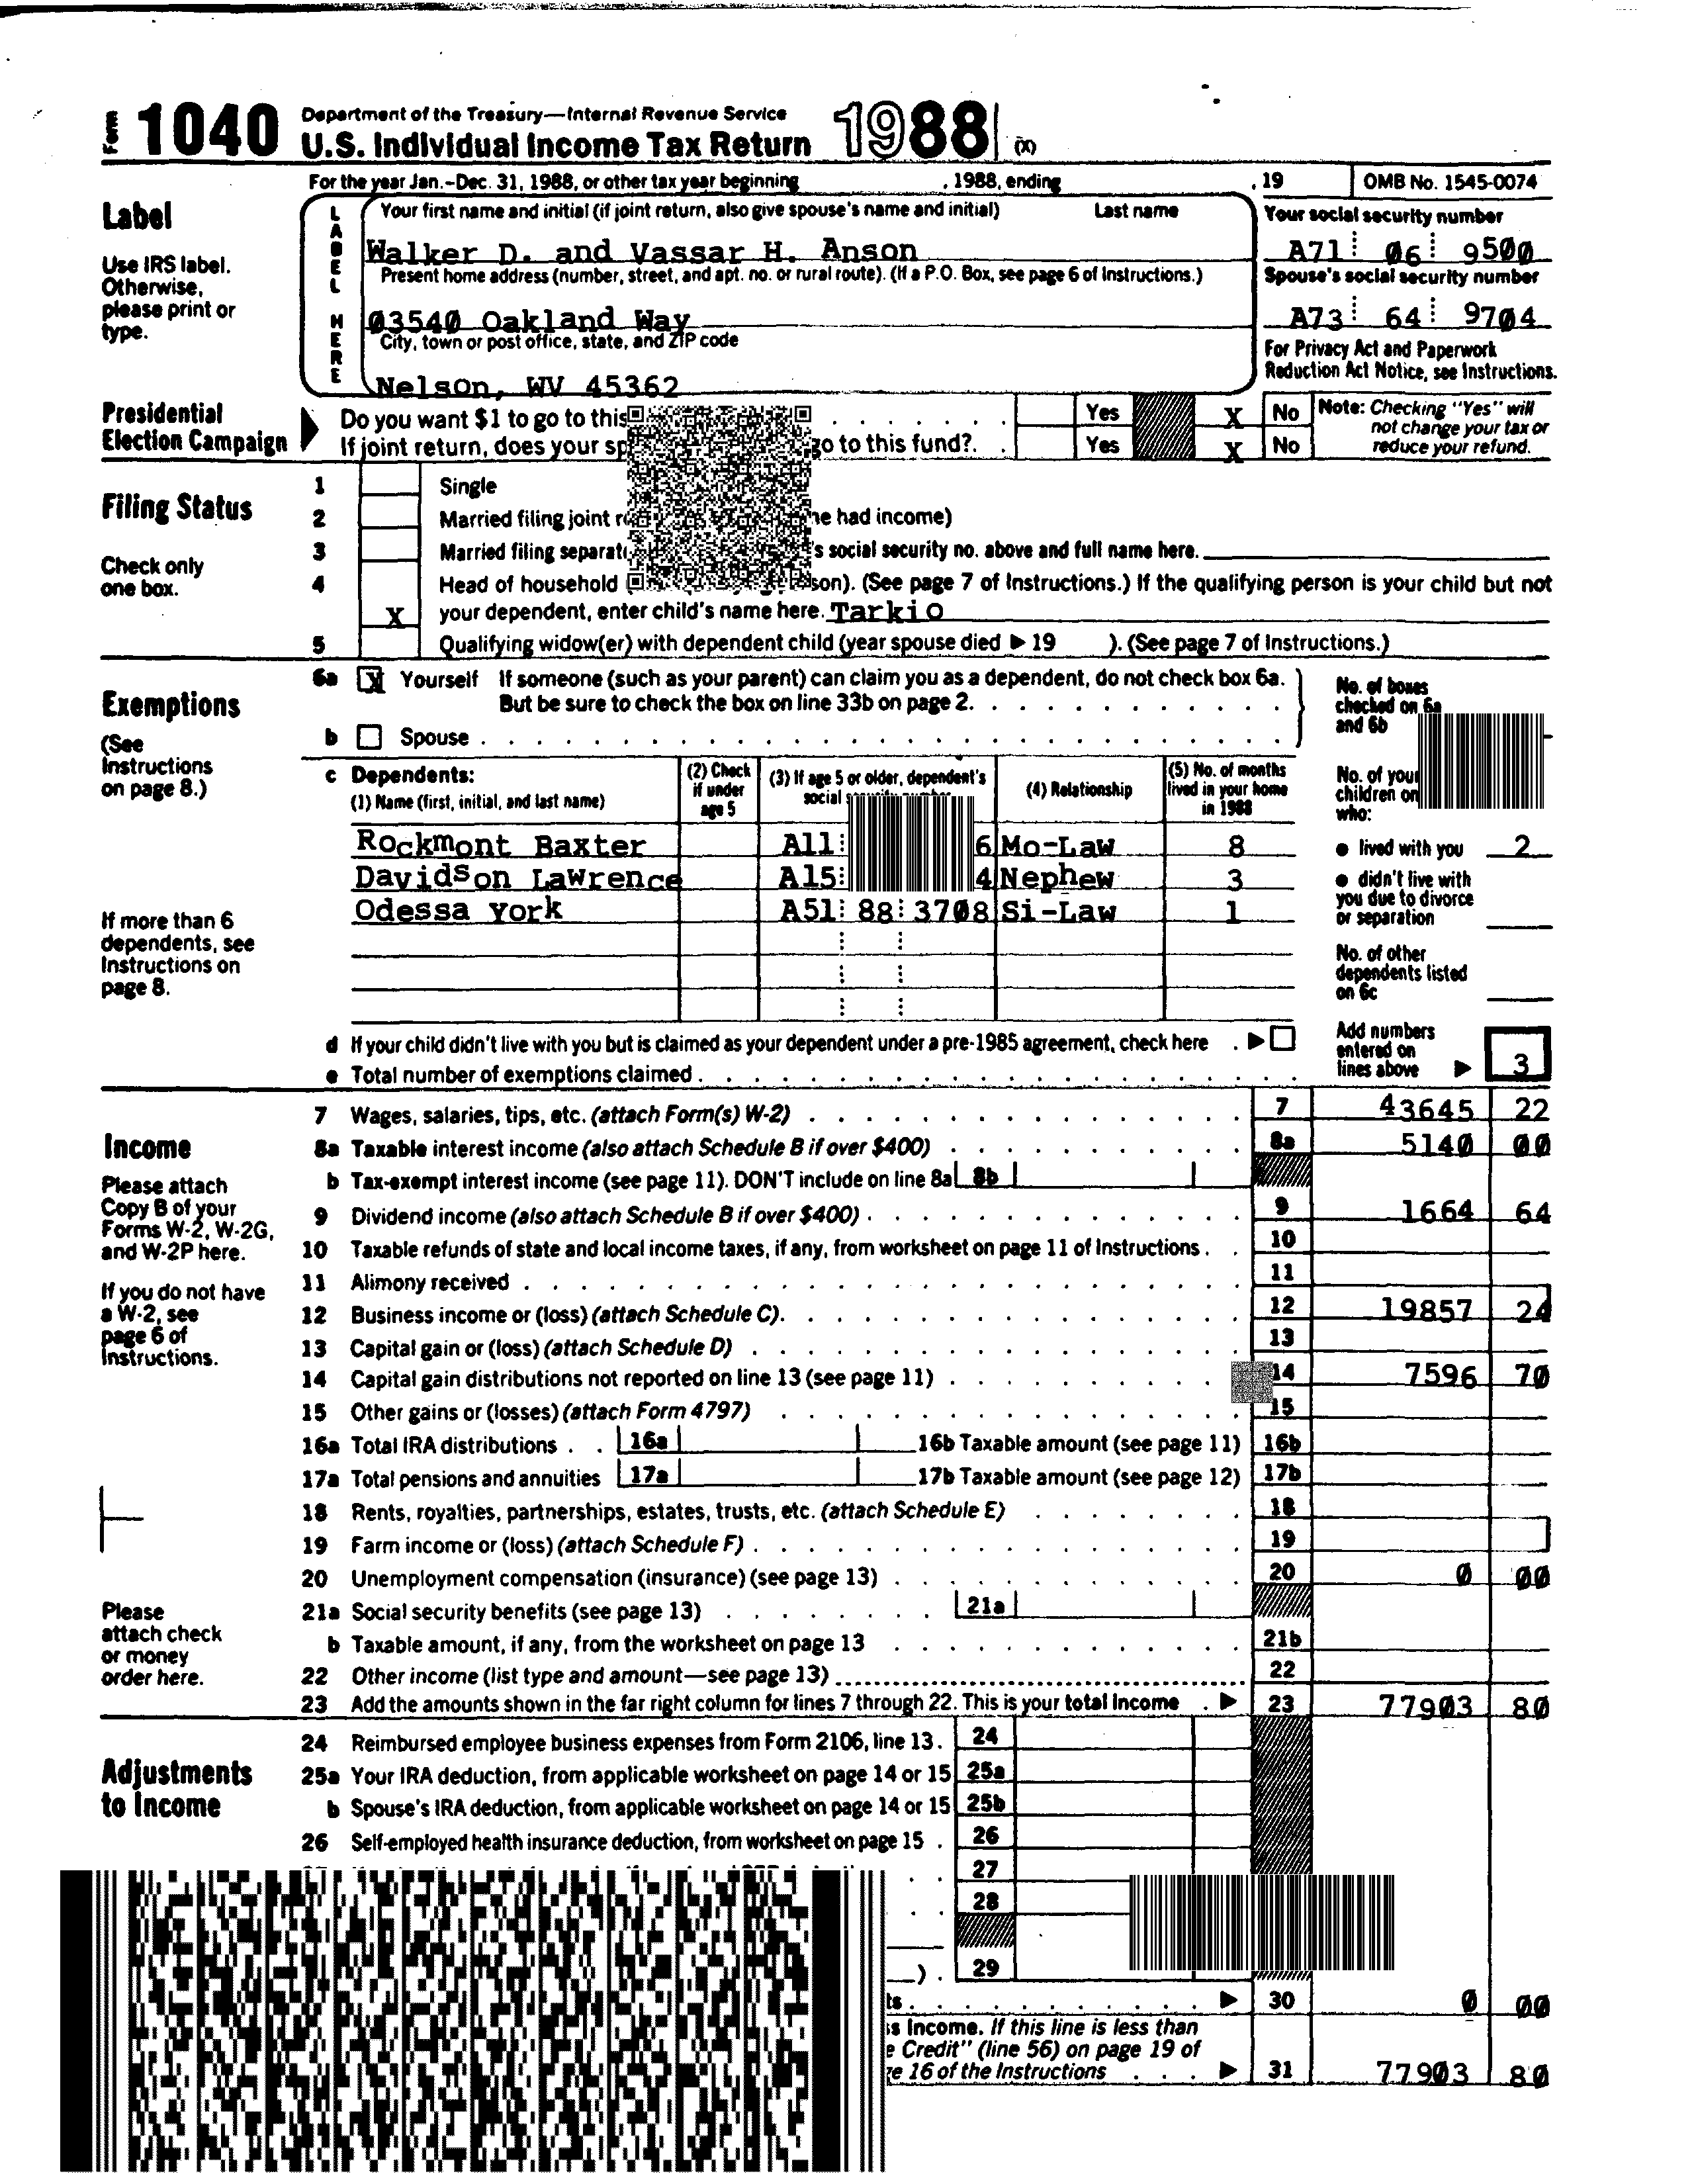 Form 1040 Department of the Treasury—Internal Revenue Service
U.S. Individual Income Tax Return 1988 (X)
For the year Jan.-Dec. 31, 1988, or other tax year beginning , 1988, ending , 19 OMB No. 1545-0074
Label
Use IRS label. Otherwise, please print or type.
LABEL HERE
Your first name and initial (if joint return, also give spouse's name and initial) Last name
Walker D. and Vassar H. Anson
Present home address (number, street, and apt. no. or rural route). (If a P.O. Box, see page 6 of Instructions.)
03540 Oakland Way
City, town or post office, state, and ZIP code
Nelson, WV 45362
Your social security number
A71 06 9500
Spouse's social security number
A73 64 9704
For Privacy Act and Paperwork
Reduction Act Notice, see Instructions.
Presidential
Election Campaign
Do you want $1 to go to this Yes X No
If joint return, does your go to this fund? Yes X No
Note: Checking "Yes" will
not change your tax or
reduce your refund.
Filing Status
Check only
one box.
1 Single
2 Married filing joint had income)
3 Married filing 's social security no. above and full name here.
4 Head of household (See page 7 of Instructions.) If the qualifying person is your child but not
X your dependent, enter child's name here. Tarkio
5 Qualifying widow(er) with dependent child (year spouse died ▶ 19 ). (See page 7 of Instructions.)
Exemptions
(See
Instructions
on page 8.)
6a X Yourself If someone (such as your parent) can claim you as a dependent, do not check box 6a.
But be sure to check the box on line 33b on page 2.
b Spouse
No. of boxes
checked on 6a
and 6b
c Dependents:
(1) Name (first, initial, and last name)
(2) Check
if under
age 5
(3) If age 5 or older, dependent's
social
(4) Relationship
(5) No. of months
lived in your home
in 1988
No. of your
children on
who:
Rockmont Baxter A11 6 Mo-Law 8
Davidson Lawrence A15 4 Nephew 3
Odessa York A51 88 3708 Si-Law 1
● lived with you 2
● didn't live with
you due to divorce
or separation
No. of other
dependents listed
on 6c
If more than 6
dependents, see
Instructions on
page 8.
d If your child didn't live with you but is claimed as your dependent under a pre-1985 agreement, check here ▶
e Total number of exemptions claimed
Add numbers
entered on
lines above ▶ 3
Income
Please attach
Copy B of your
Forms W-2, W-2G,
and W-2P here.
If you do not have
a W-2, see
page 6 of
Instructions.
7 Wages, salaries, tips, etc. (attach Form(s) W-2) 7 43645 22
8a Taxable interest income (also attach Schedule B if over $400) 8a 5140 00
b Tax-exempt interest income (see page 11). DON'T include on line 8a 8b
9 Dividend income (also attach Schedule B if over $400) 9 1664 64
10 Taxable refunds of state and local income taxes, if any, from worksheet on page 11 of Instructions 10
11 Alimony received 11
12 Business income or (loss) (attach Schedule C) 12 19857 24
13 Capital gain or (loss) (attach Schedule D) 13
14 Capital gain distributions not reported on line 13 (see page 11) 14 7596 70
15 Other gains or (losses) (attach Form 4797) 15
16a Total IRA distributions 16a 16b Taxable amount (see page 11) 16b
17a Total pensions and annuities 17a 17b Taxable amount (see page 12) 17b
18 Rents, royalties, partnerships, estates, trusts, etc. (attach Schedule E) 18
19 Farm income or (loss) (attach Schedule F) 19
20 Unemployment compensation (insurance) (see page 13) 20 0 00
21a Social security benefits (see page 13) 21a
b Taxable amount, if any, from the worksheet on page 13 21b
22 Other income (list type and amount—see page 13) 22
23 Add the amounts shown in the far right column for lines 7 through 22. This is your total income ▶ 23 77903 80
Please
attach check
or money
order here.
Adjustments
to Income
24 Reimbursed employee business expenses from Form 2106, line 13 24
25a Your IRA deduction, from applicable worksheet on page 14 or 15 25a
b Spouse's IRA deduction, from applicable worksheet on page 14 or 15 25b
26 Self-employed health insurance deduction, from worksheet on page 15 26
27
28
) 29
▶ 30 0 00
Income. If this line is less than
Credit" (line 56) on page 19 of
16 of the Instructions ▶ 31 77903 80